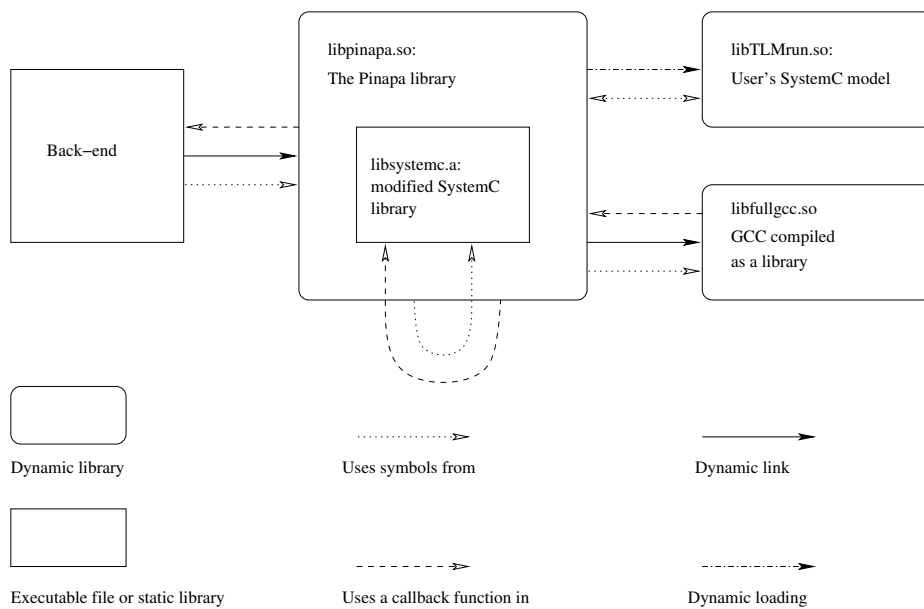 libpinapa.so:
The Pinapa library
libTLMrun.so:
User's SystemC model
Back−end
libsystemc.a:
modified SystemC
library
libfullgcc.so
GCC compiled
as a library
Dynamic library
Uses symbols from
Dynamic link
Executable file or static library
Uses a callback function in
Dynamic loading